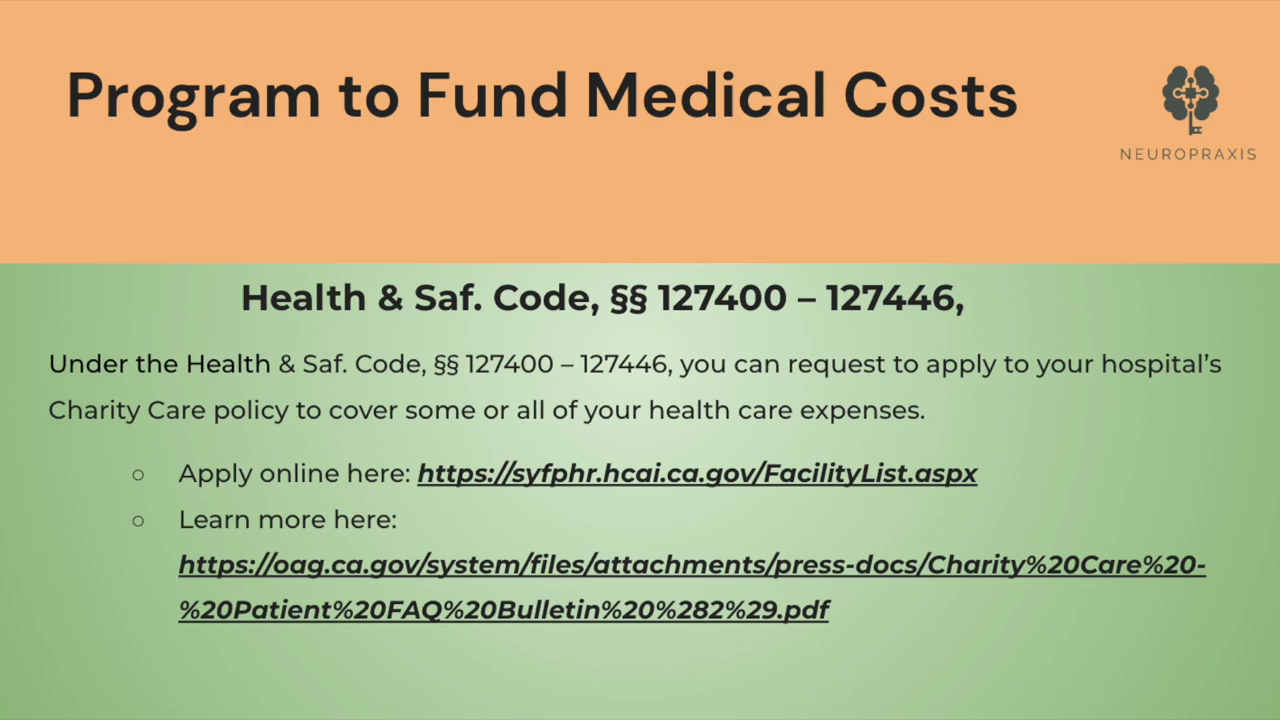 Program to Fund Medical Costs
NEUROPRAXIS
Health & Saf. Code, §§ 127400 – 127446,
Under the Health & Saf. Code, §§ 127400 – 127446, you can request to apply to your hospital’s
Charity Care policy to cover some or all of your health care expenses.
○ Apply online here: https://syfphr.hcai.ca.gov/FacilityList.aspx
○ Learn more here:
https://oag.ca.gov/system/files/attachments/press-docs/Charity%20Care%20-
%20Patient%20FAQ%20Bulletin%20%282%29.pdf